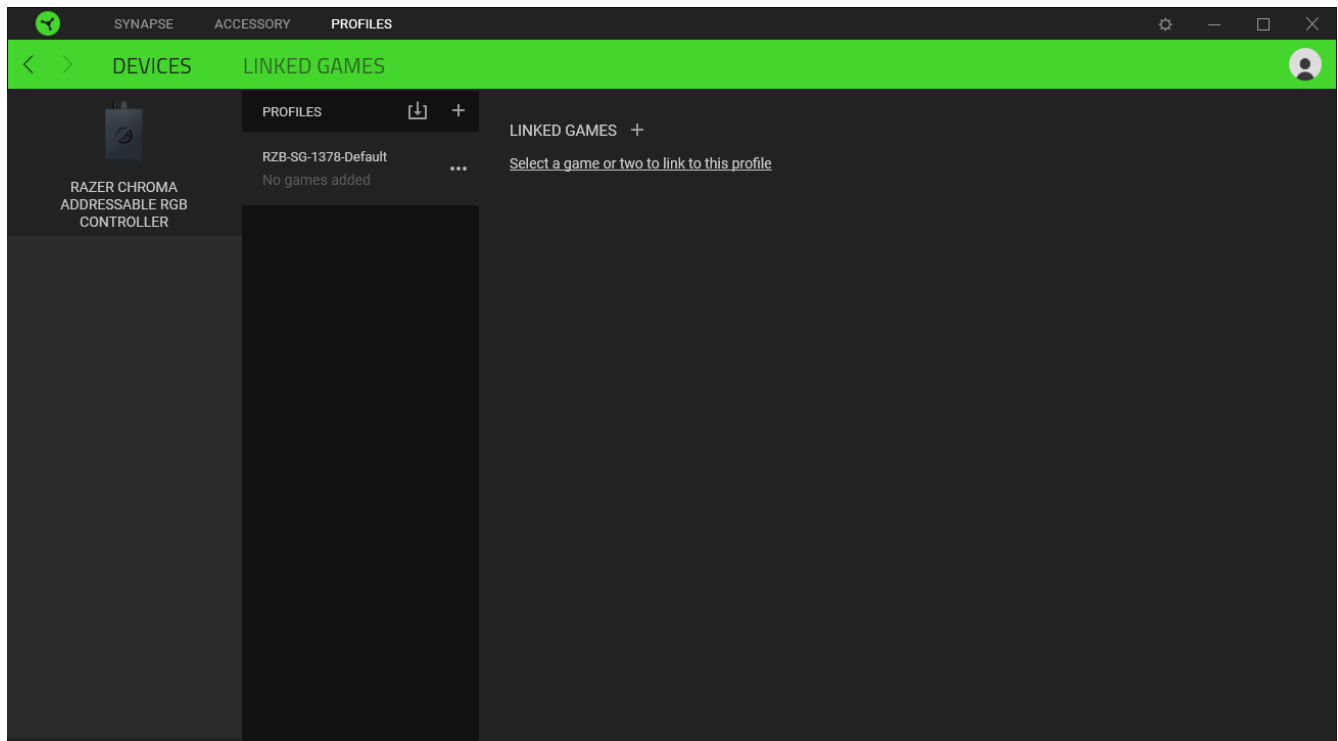 SYNAPSE ACCESSORY PROFILES
DEVICES LINKED GAMES
RAZER CHROMA
ADDRESSABLE RGB
CONTROLLER
PROFILES
RZB-SG-1378-Default
No games added
LINKED GAMES
Select a game or two to link to this profile